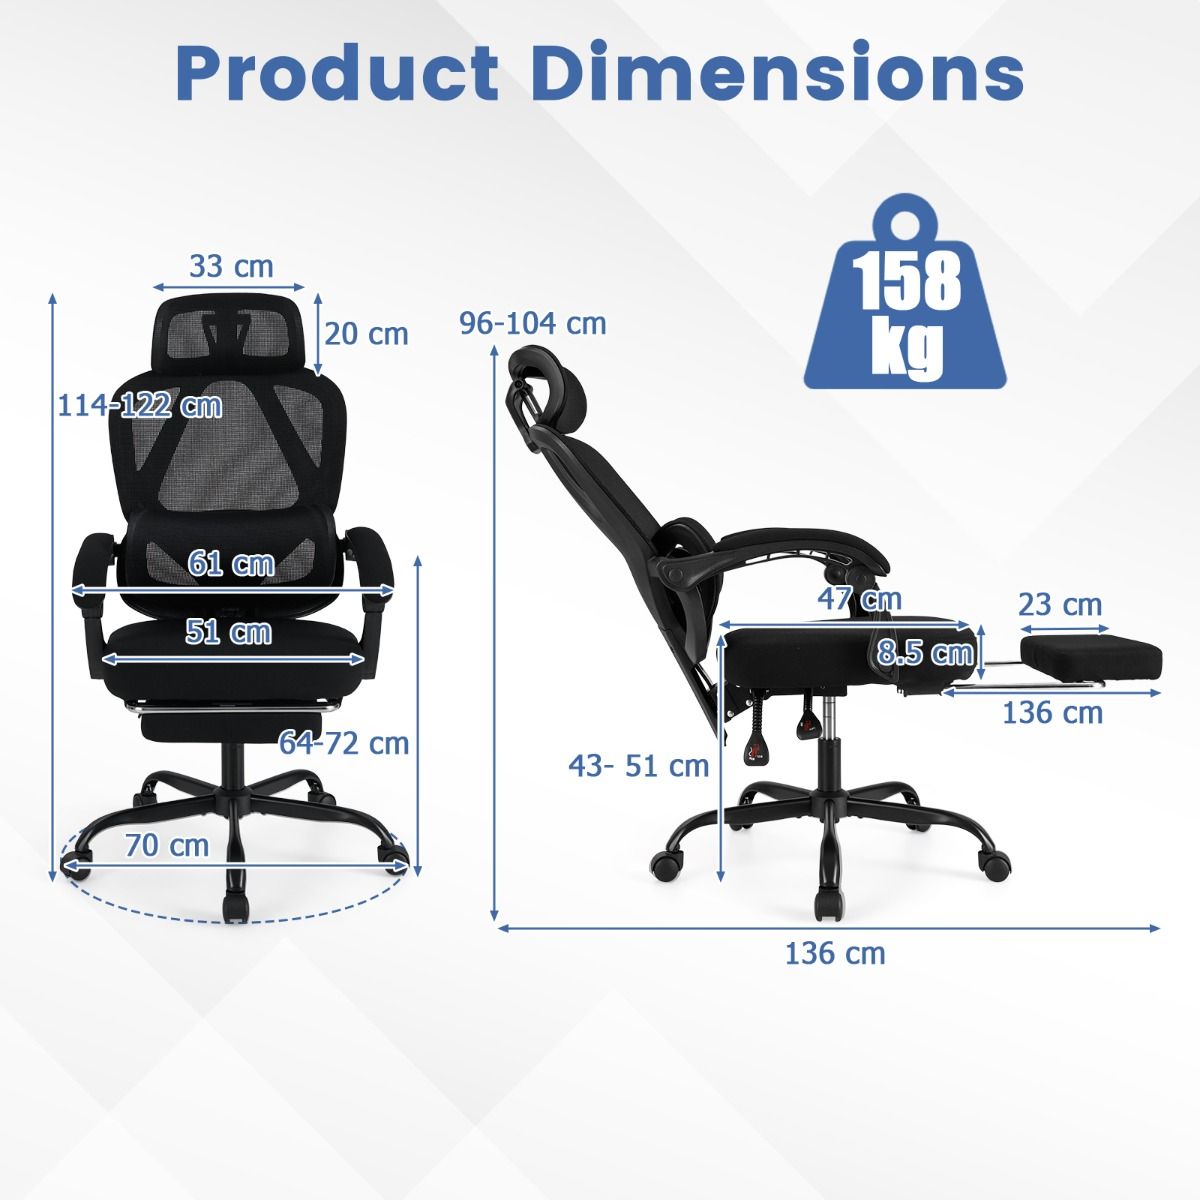 Product Dimensions
158
kg
33 cm
20 cm
96-104 cm
114-122 cm
61 cm
47 cm
23 cm
51 cm
8.5 cm
136 cm
64-72 cm
43- 51 cm
70 cm
136 cm